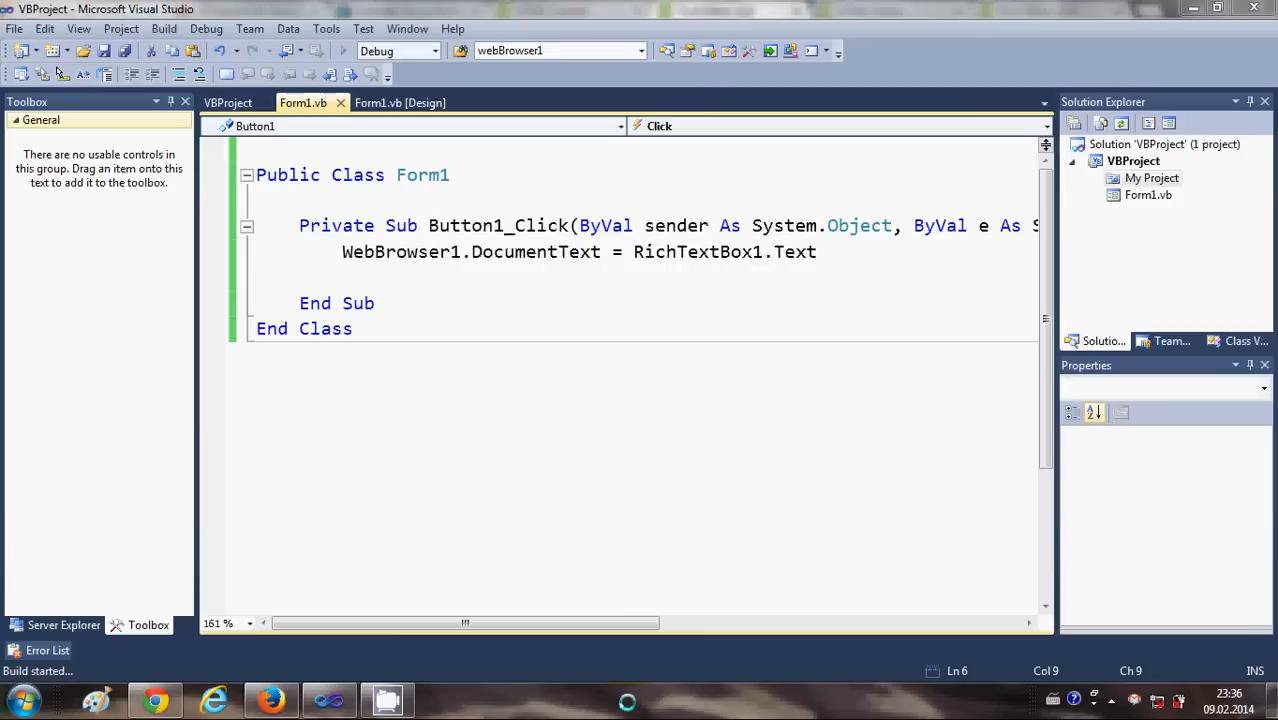 VBProject - Microsoft Visual Studio
File Edit View Project Build Debug Team Data Tools Architecture Test Analyze Window Help
Debug webBrowser1
Toolbox
General
There are no usable controls in
this group. Drag an item onto this
text to add it to the toolbox.
Server Explorer Toolbox
VBProject Form1.vb Form1.vb [Design]
Button1 Click
Public Class Form1
Private Sub Button1_Click(ByVal sender As System.Object, ByVal e As S
WebBrowser1.DocumentText = RichTextBox1.Text
End Sub
End Class
161 %
Solution Explorer
Solution 'VBProject' (1 project)
VBProject
My Project
Form1.vb
Solutio... Team... Class V...
Properties
Error List
Build started... Ln 6 Col 9 Ch 9 INS
23:36
09.02.2014